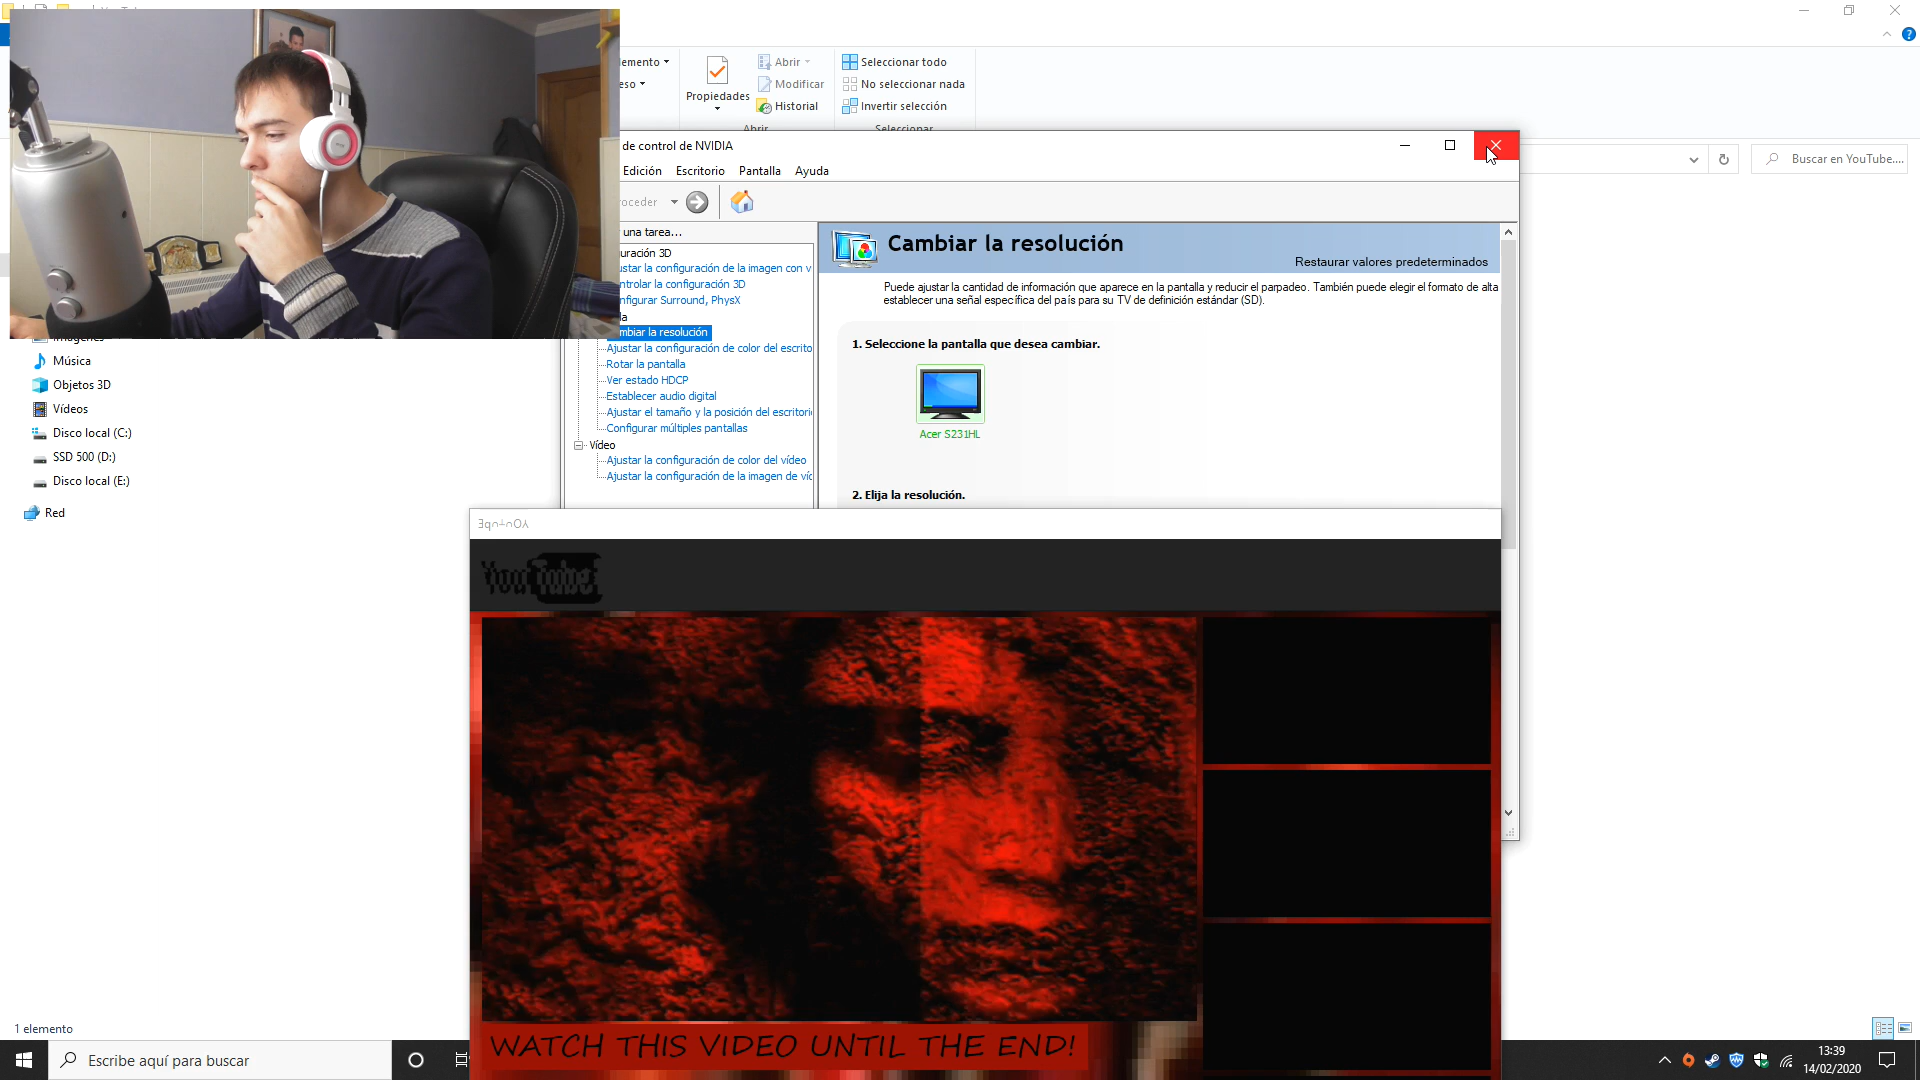 Propiedades
Abrir
Modificar
Historial
Abrir
Seleccionar todo
No seleccionar nada
Invertir selección
Seleccionar
Buscar en YouTube....
de control de NVIDIA
Edición Escritorio Pantalla Ayuda
una tarea...
Cambiar la resolución
Restaurar valores predeterminados
Puede ajustar la cantidad de información que aparece en la pantalla y reducir el parpadeo. También puede elegir el formato de alta
establecer una señal específica del país para su TV de definición estándar (SD).
1. Seleccione la pantalla que desea cambiar.
Acer S231HL
2. Elija la resolución.
uración 3D
ustar la configuración de la imagen con v
ntrolar la configuración 3D
nfigurar Surround, PhysX
la
mbiar la resolución
Ajustar la configuración de color del escrito
Rotar la pantalla
Ver estado HDCP
Establecer audio digital
Ajustar el tamaño y la posición del escritori
Configurar múltiples pantallas
Vídeo
Ajustar la configuración de color del vídeo
Ajustar la configuración de la imagen de víd
Imágenes
Música
Objetos 3D
Vídeos
Disco local (C:)
SSD 500 (D:)
Disco local (E:)
Red
YouTube
WATCH THIS VIDEO UNTIL THE END!
1 elemento
Escribe aquí para buscar
13:39
14/02/2020